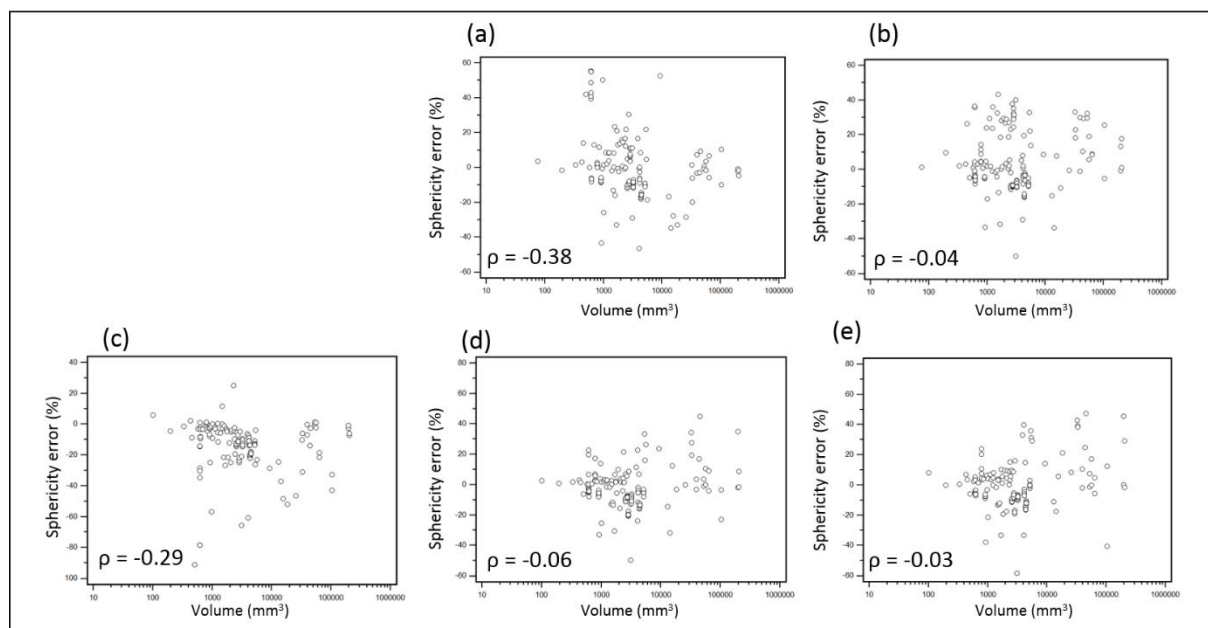 (a)
60
40
20
0
-20
-40
-60
Sphericity error (%)
ρ = -0.38
10 100 1000 10000 100000 1000000
Volume (mm³)
(b)
60
40
20
0
-20
-40
-60
Sphericity error (%)
ρ = -0.04
10 100 1000 10000 100000 1000000
Volume (mm³)
(c)
40
20
0
-20
-40
-60
-80
100
Sphericity error (%)
ρ = -0.29
10 100 1000 10000 100000 1000000
Volume (mm³)
(d)
80
60
40
20
0
-20
-40
-60
Sphericity error (%)
ρ = -0.06
10 100 1000 10000 100000 1000000
Volume (mm³)
(e)
80
60
40
20
0
-20
-40
-60
Sphericity error (%)
ρ = -0.03
10 100 1000 10000 100000 1000000
Volume (mm³)